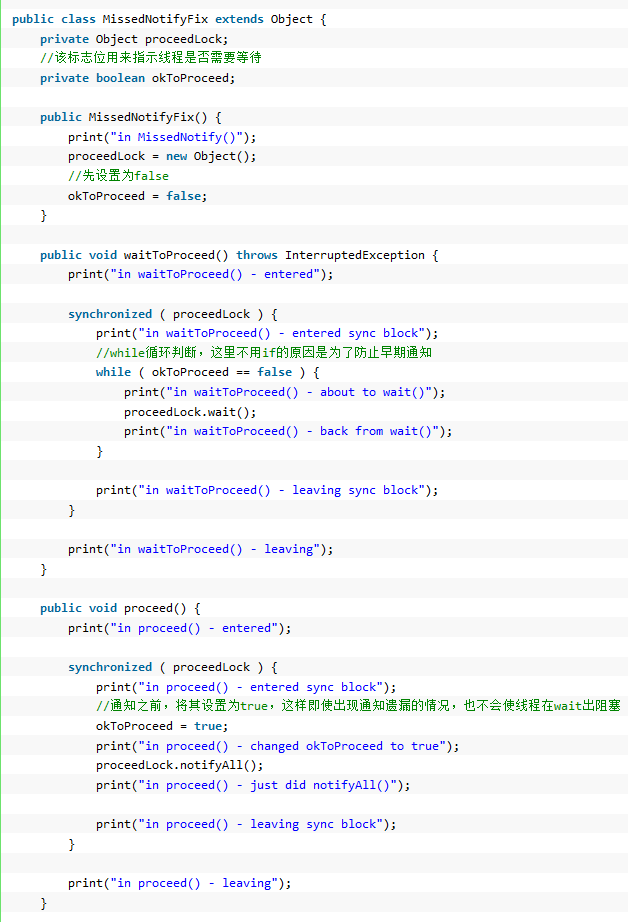 public class MissedNotifyFix extends Object {
private Object proceedLock;
//该标志位用来指示线程是否需要等待
private boolean okToProceed;
public MissedNotifyFix() {
print("in MissedNotify()");
proceedLock = new Object();
//先设置为false
okToProceed = false;
}
public void waitToProceed() throws InterruptedException {
print("in waitToProceed() - entered");
synchronized ( proceedLock ) {
print("in waitToProceed() - entered sync block");
//while循环判断，这里不用if的原因是为了防止早期通知
while ( okToProceed == false ) {
print("in waitToProceed() - about to wait()");
proceedLock.wait();
print("in waitToProceed() - back from wait()");
}
print("in waitToProceed() - leaving sync block");
}
print("in waitToProceed() - leaving");
}
public void proceed() {
print("in proceed() - entered");
synchronized ( proceedLock ) {
print("in proceed() - entered sync block");
//通知之前，将其设置为true，这样即使出现通知遗漏的情况，也不会使线程在wait出阻塞
okToProceed = true;
print("in proceed() - changed okToProceed to true");
proceedLock.notifyAll();
print("in proceed() - just did notifyAll()");
print("in proceed() - leaving sync block");
}
print("in proceed() - leaving");
}